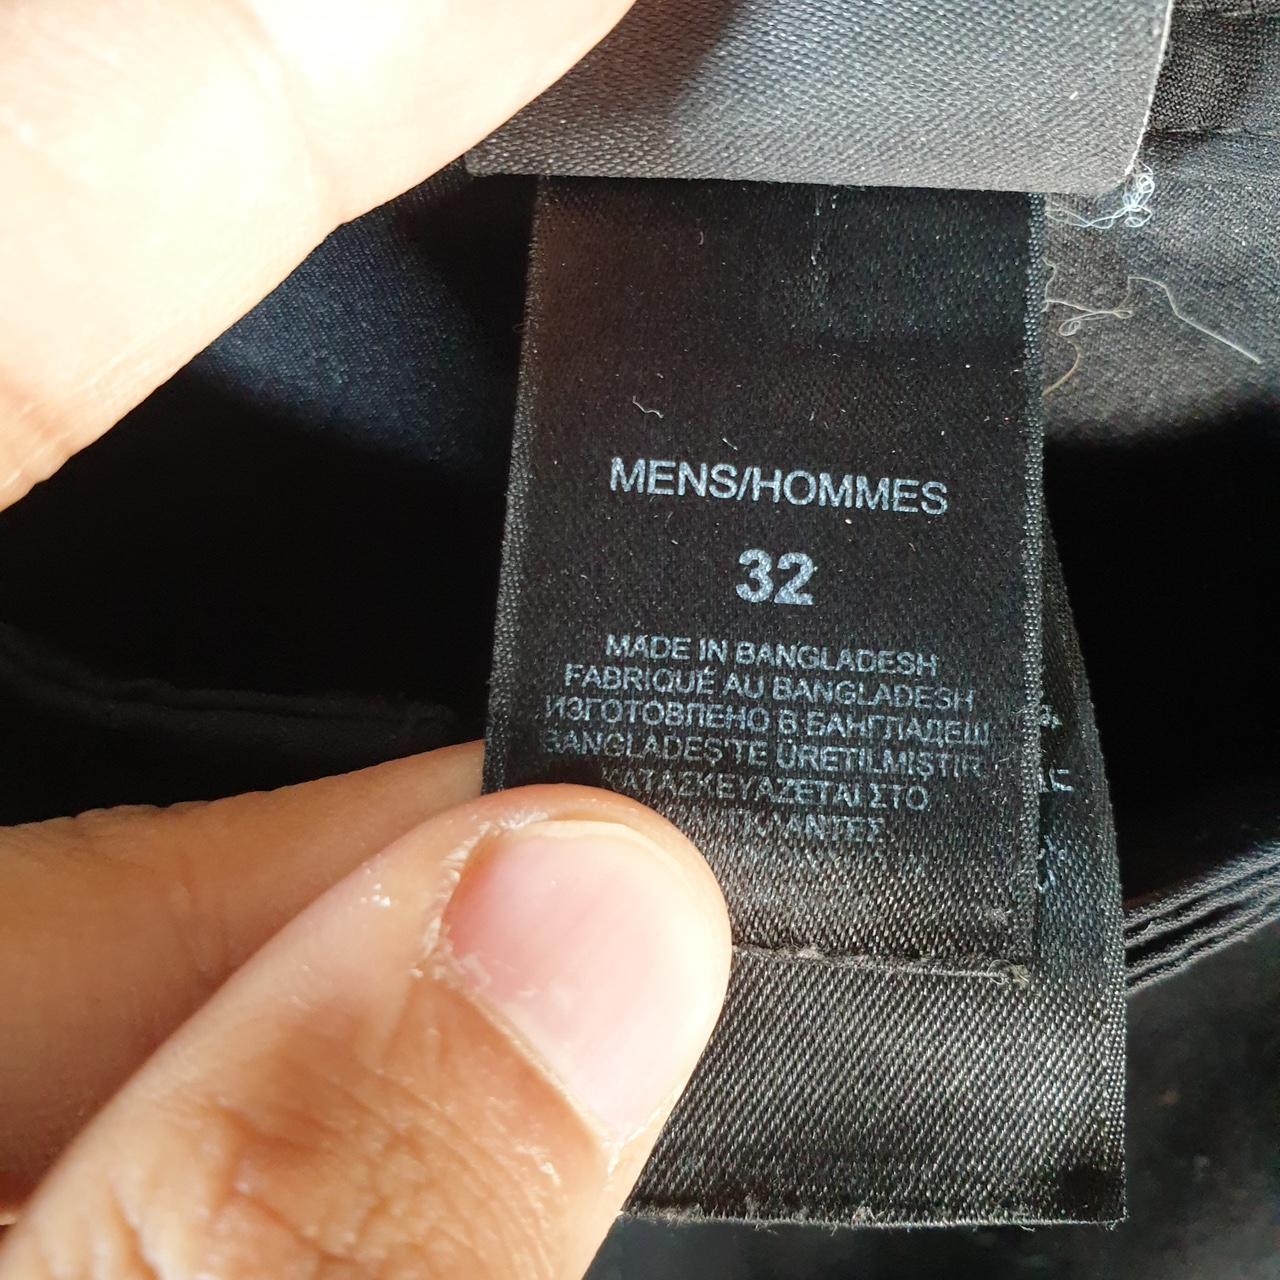 MENS/HOMMES
32
MADE IN BANGLADESH
FABRIQUÉ AU BANGLADESH
ИЗГОТОВЛЕНО В БАНГЛАДЕШ
BANGLADEŞ'TE ÜRETILMIŞTIR
ΚΑΤΑΣΚΕΥΑΖΕΤΑΙ ΣΤΟ